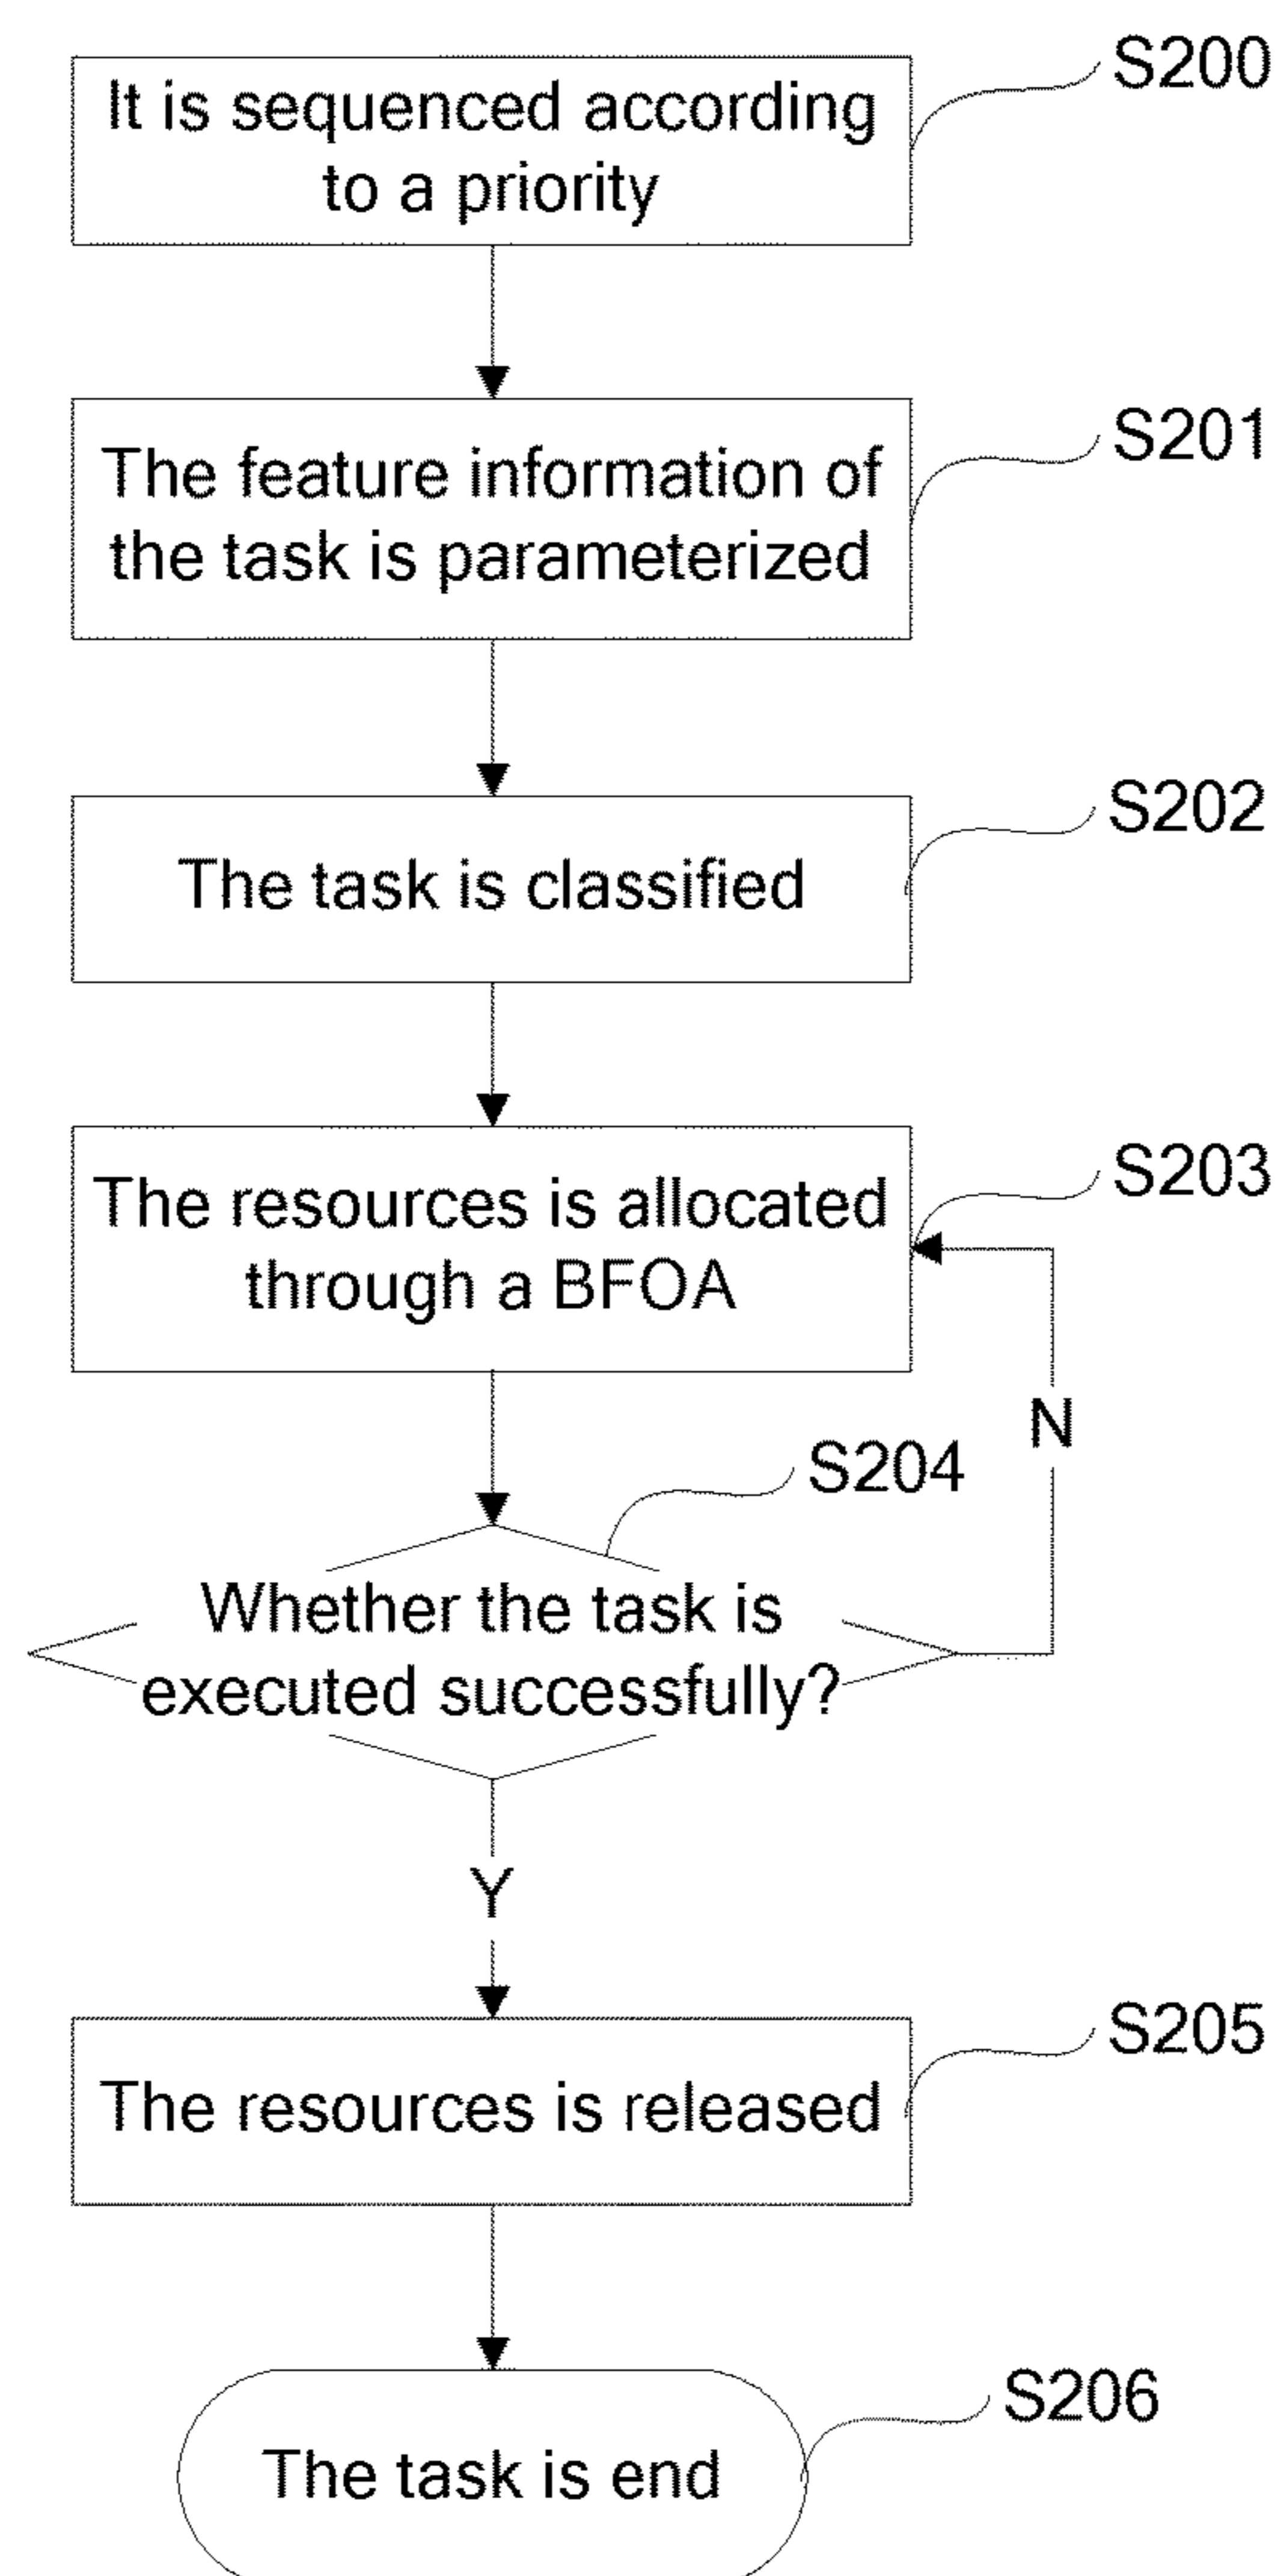 S200
It is sequenced according
to a priority
S201
The feature information of
the task is parameterized
S202
The task is classified
S203
The resources is allocated
through a BFOA
N
S204
Whether the task is
executed successfully?
Y
S205
The resources is released
S206
The task is end